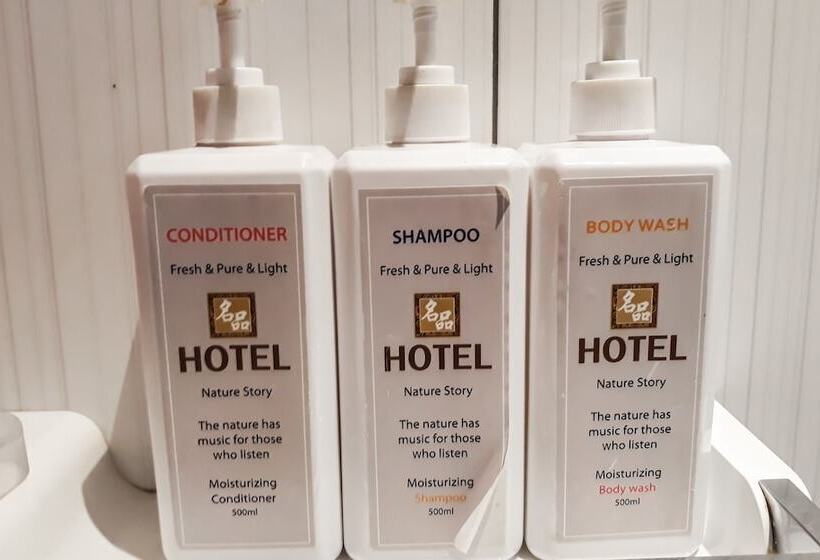 CONDITIONER
Fresh & Pure & Light
名品
HOTEL
Nature Story
The nature has
music for those
who listen
Moisturizing
Conditioner
500ml
SHAMPOO
Fresh & Pure & Light
名品
HOTEL
Nature Story
The nature has
music for those
who listen
Moisturizing
Shampoo
500ml
BODY WASH
Fresh & Pure & Light
名品
HOTEL
Nature Story
The nature has
music for those
who listen
Moisturizing
Body wash
500ml